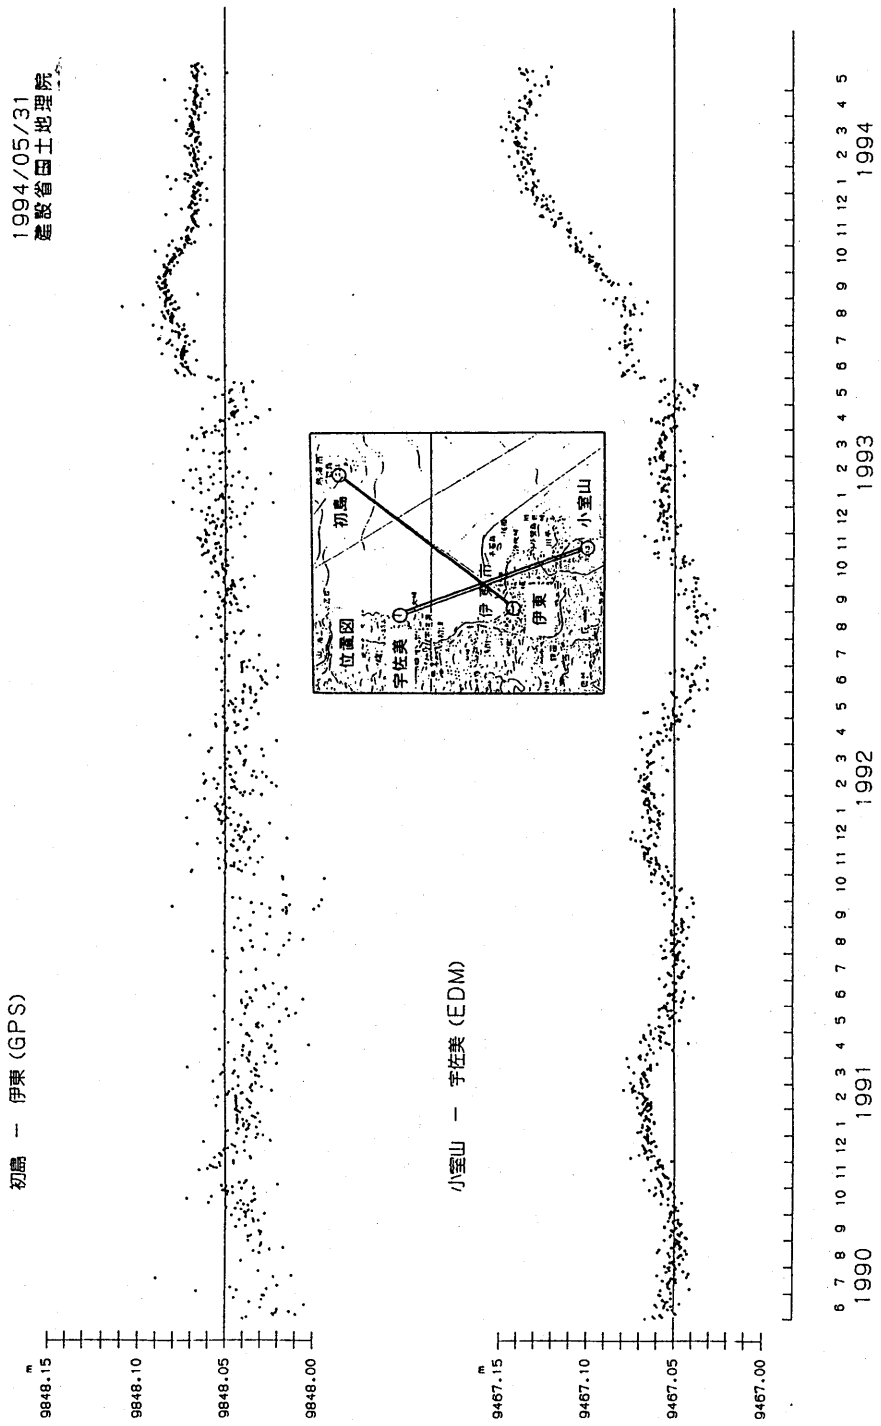 1994/05/31
建設省国土地理院
初島 － 伊東 (GPS)
m
9848.15
9848.10
9848.05
9848.00
位置図
初島
宇佐美
伊東
小室山
小室山 － 宇佐美 (EDM)
9467.15
9467.10
9467.05
9467.00
6 7 8 9 10 11 12 1 2 3 4 5 6 7 8 9 10 11 12 1 2 3 4 5 6 7 8 9 10 11 12 1 2 3 4 5 6 7 8 9 10 11 12 1 2 3 4 5
1990 1991 1992 1993 1994